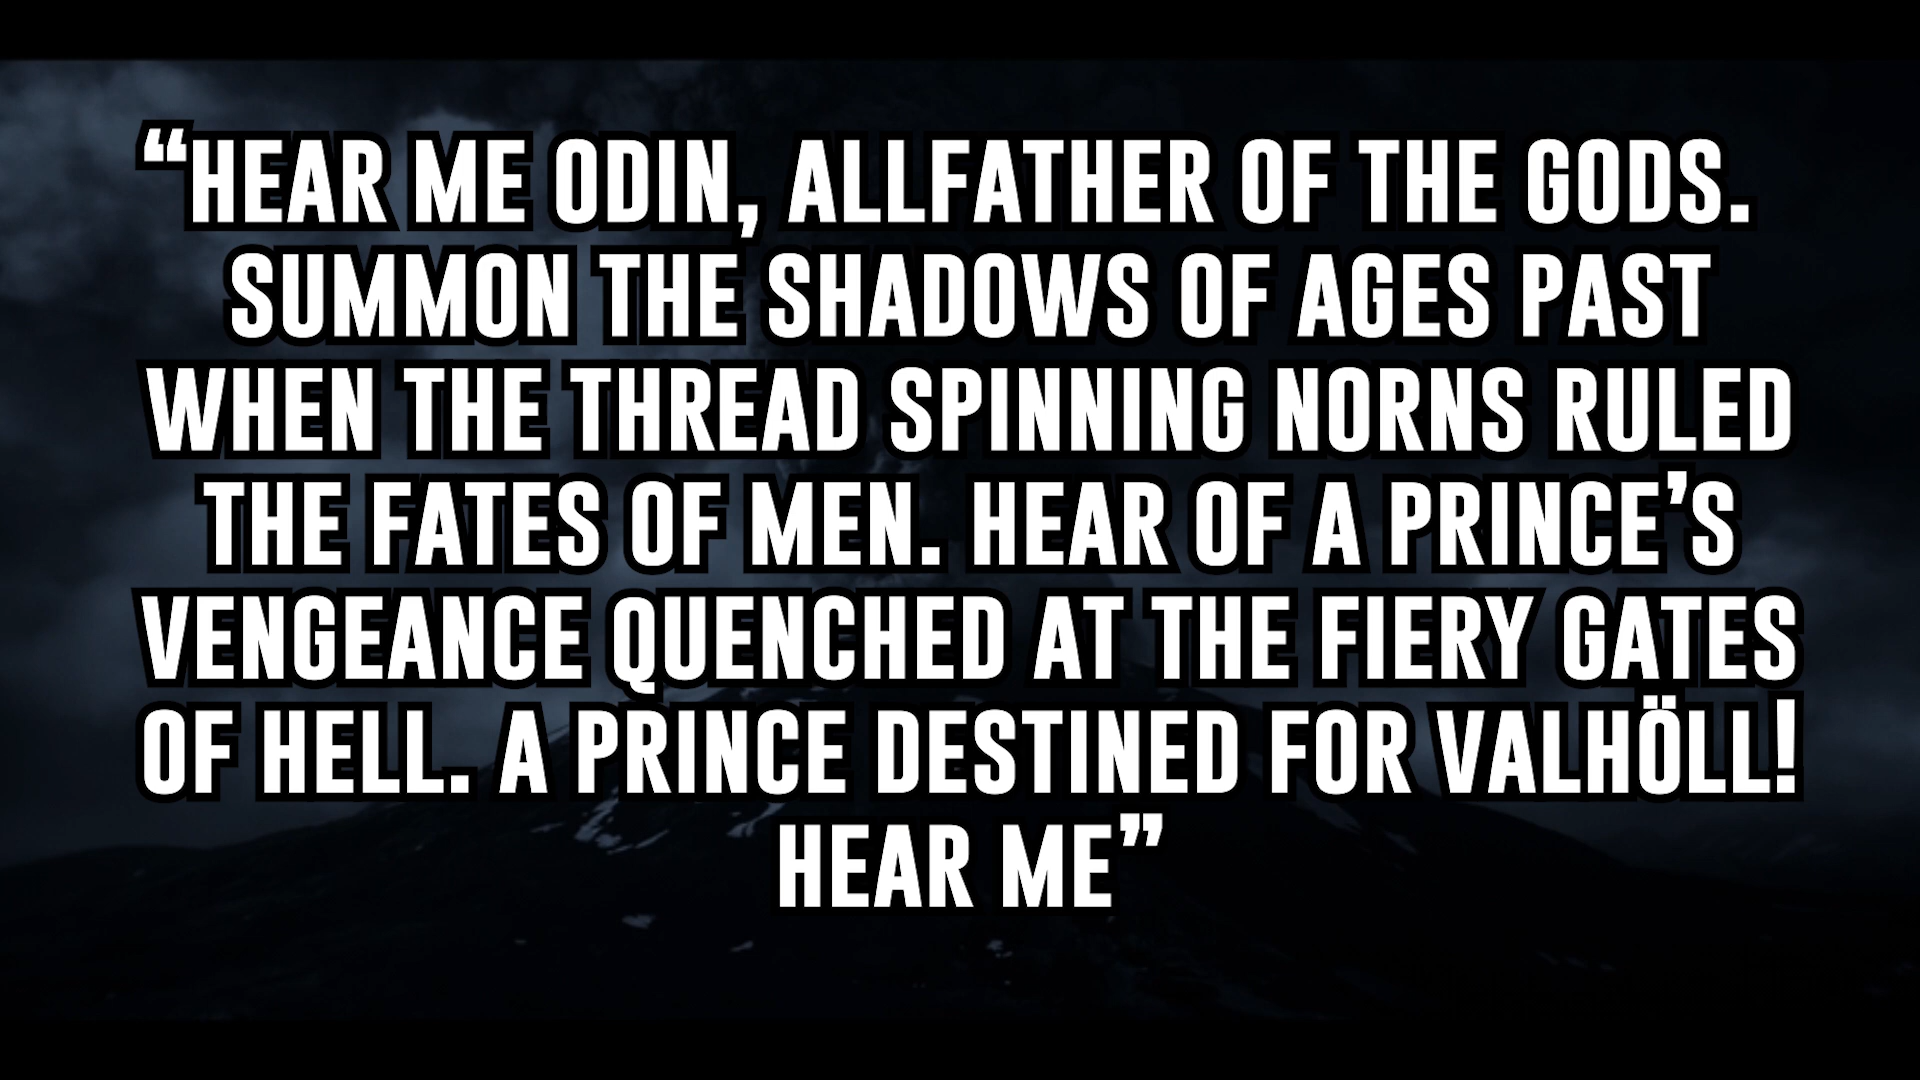 “HEAR ME ODIN, ALLFATHER OF THE GODS.
SUMMON THE SHADOWS OF AGES PAST
WHEN THE THREAD SPINNING NORNS RULED
THE FATES OF MEN. HEAR OF A PRINCE’S
VENGEANCE QUENCHED AT THE FIERY GATES
OF HELL. A PRINCE DESTINED FOR VALHÖLL!
HEAR ME”